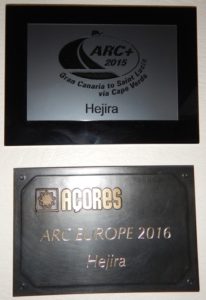 ARC+
2015
Gran Canaria to Saint Lucia
via Cape Verde
Hejira
AÇORES
ARC EUROPE 2016
Hejira